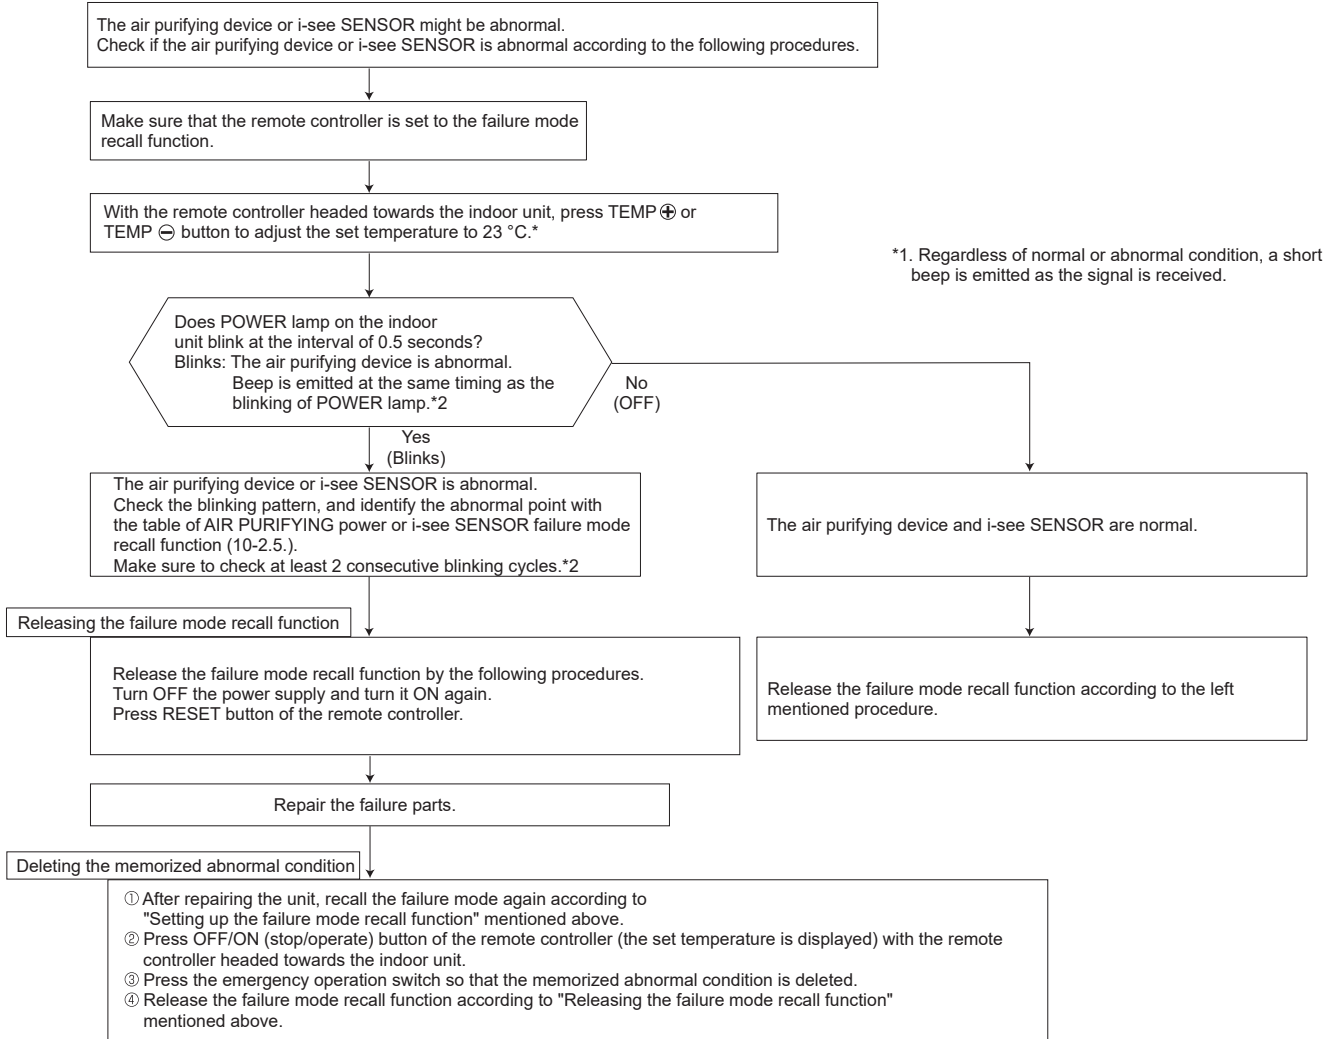 The air purifying device or i-see SENSOR might be abnormal.
Check if the air purifying device or i-see SENSOR is abnormal according to the following procedures.
Make sure that the remote controller is set to the failure mode
recall function.
With the remote controller headed towards the indoor unit, press TEMP ⊕ or
TEMP ⊖ button to adjust the set temperature to 23 °C.*
*1. Regardless of normal or abnormal condition, a short
beep is emitted as the signal is received.
Does POWER lamp on the indoor
unit blink at the interval of 0.5 seconds?
Blinks: The air purifying device is abnormal.
Beep is emitted at the same timing as the
blinking of POWER lamp.*2
No
(OFF)
Yes
(Blinks)
The air purifying device or i-see SENSOR is abnormal.
Check the blinking pattern, and identify the abnormal point with
the table of AIR PURIFYING power or i-see SENSOR failure mode
recall function (10-2.5.).
Make sure to check at least 2 consecutive blinking cycles.*2
The air purifying device and i-see SENSOR are normal.
Releasing the failure mode recall function
Release the failure mode recall function by the following procedures.
Turn OFF the power supply and turn it ON again.
Press RESET button of the remote controller.
Release the failure mode recall function according to the left
mentioned procedure.
Repair the failure parts.
Deleting the memorized abnormal condition
① After repairing the unit, recall the failure mode again according to
"Setting up the failure mode recall function" mentioned above.
② Press OFF/ON (stop/operate) button of the remote controller (the set temperature is displayed) with the remote
controller headed towards the indoor unit.
③ Press the emergency operation switch so that the memorized abnormal condition is deleted.
④ Release the failure mode recall function according to "Releasing the failure mode recall function"
mentioned above.